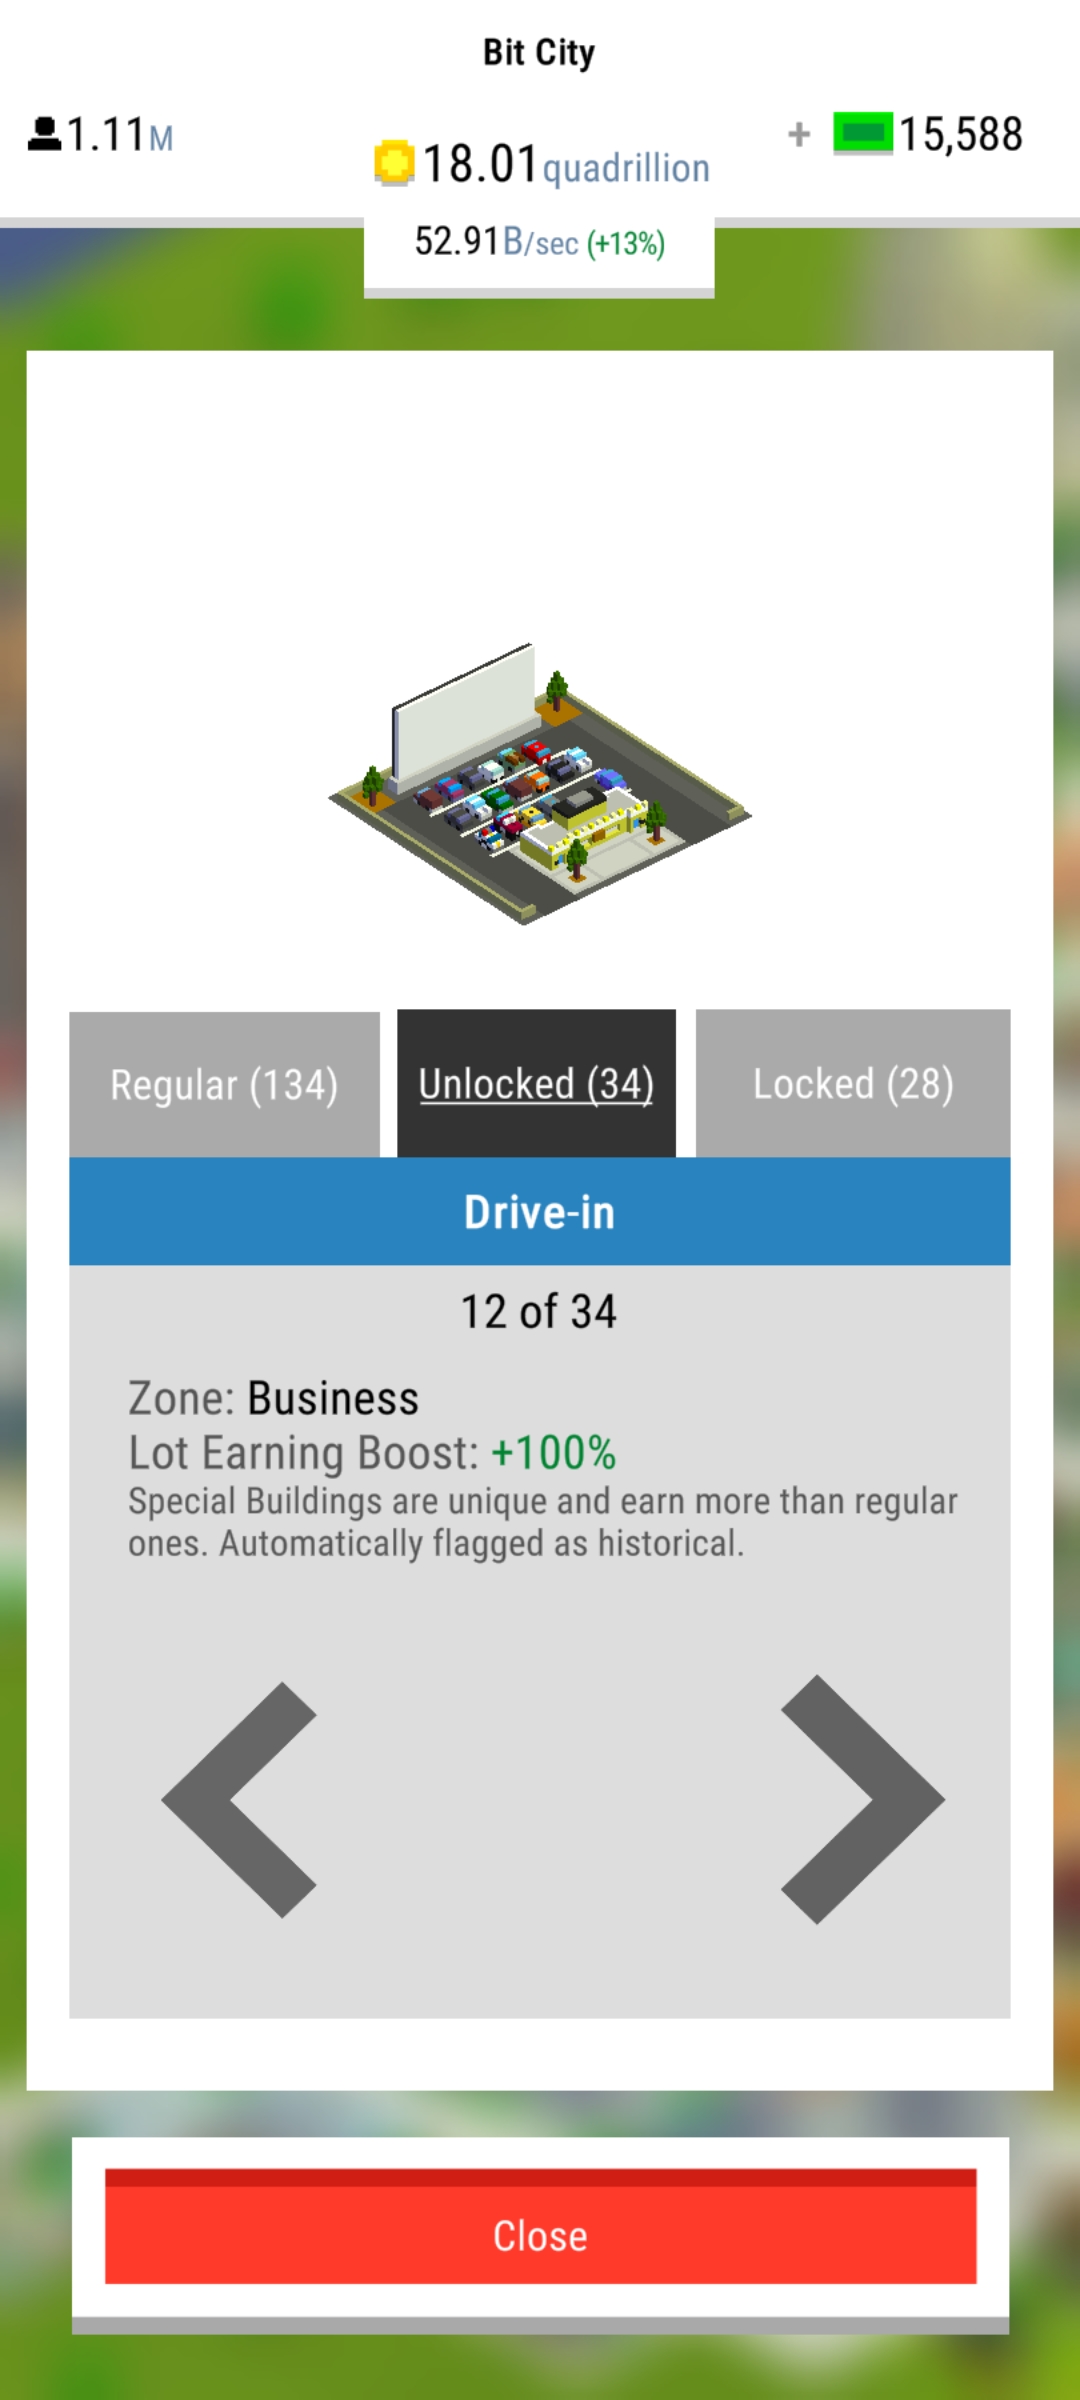 Bit City
1.11M
18.01quadrillion
+ 15,588
52.91B/sec (+13%)
Regular (134)
Unlocked (34)
Locked (28)
Drive-in
12 of 34
Zone: Business
Lot Earning Boost: +100%
Special Buildings are unique and earn more than regular
ones. Automatically flagged as historical.
Close